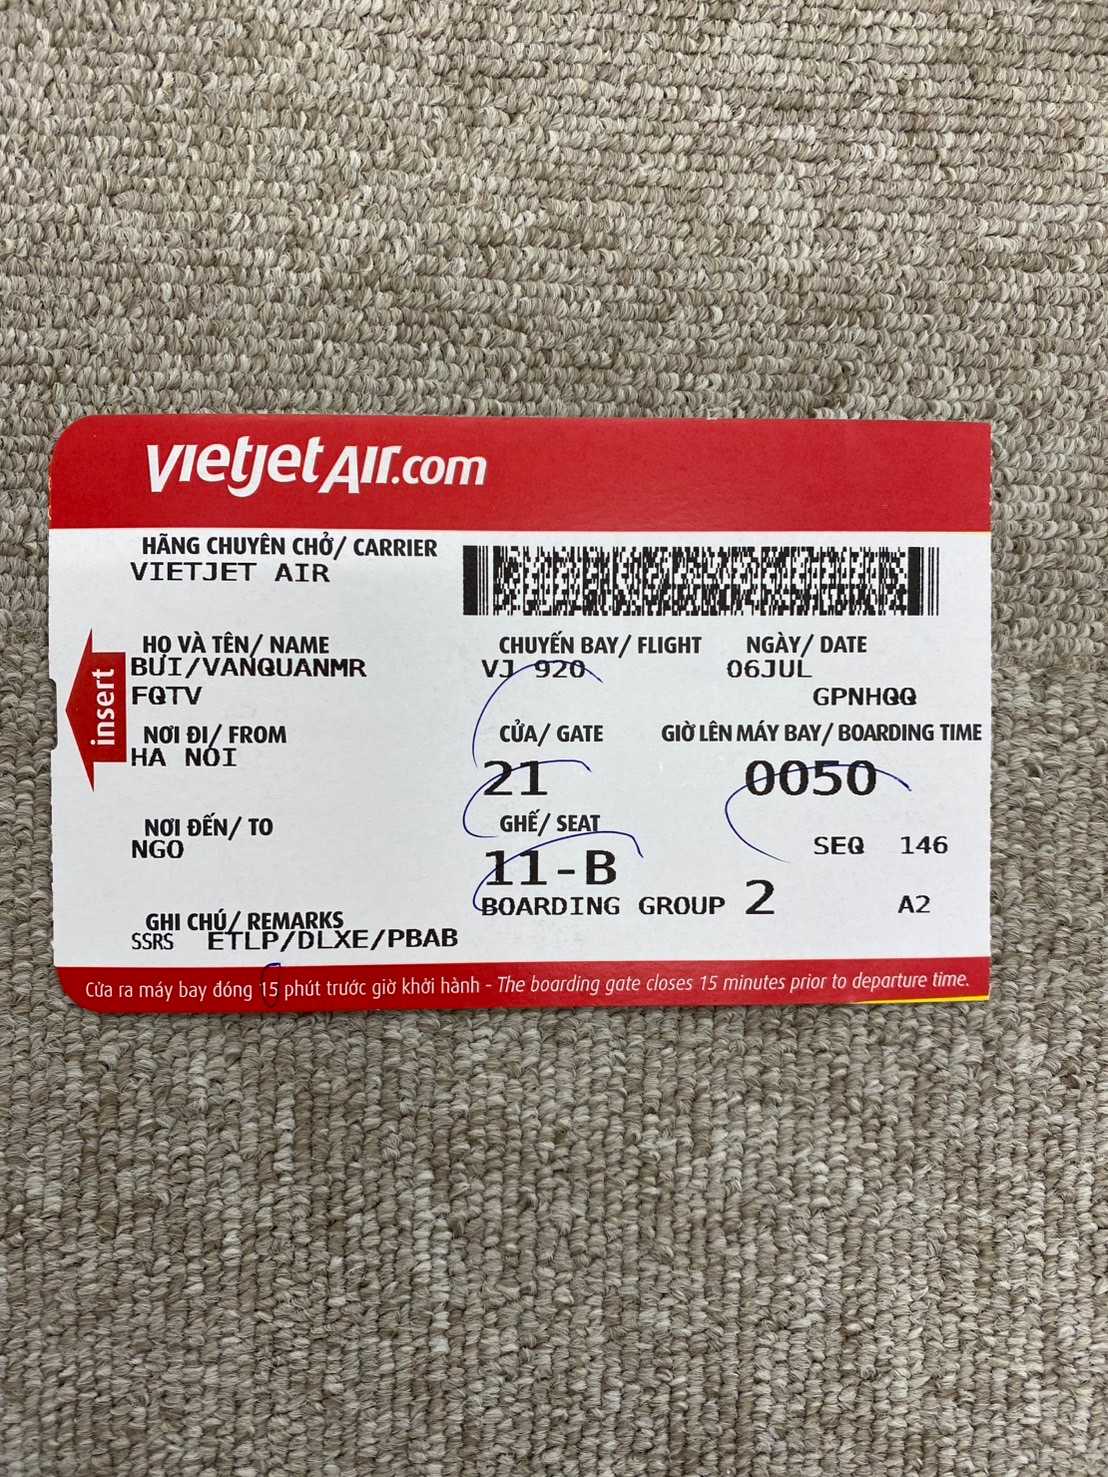 vietjetAir.com
HÃNG CHUYÊN CHỞ/ CARRIER
VIETJET AIR
HỌ VÀ TÊN/ NAME
BUI/VANQUANMR
FQTV
CHUYẾN BAY/ FLIGHT
VJ 920
NGÀY/ DATE
06JUL
GPNHQQ
insert
NƠI ĐI/ FROM
HA NOI
CỬA/ GATE
21
GIỜ LÊN MÁY BAY/ BOARDING TIME
0050
NƠI ĐẾN/ TO
NGO
GHẾ/ SEAT
11-B
SEQ 146
BOARDING GROUP 2
A2
GHI CHÚ/ REMARKS
SSRS ETLP/DLXE/PBAB
Cửa ra máy bay đóng 15 phút trước giờ khởi hành - The boarding gate closes 15 minutes prior to departure time.